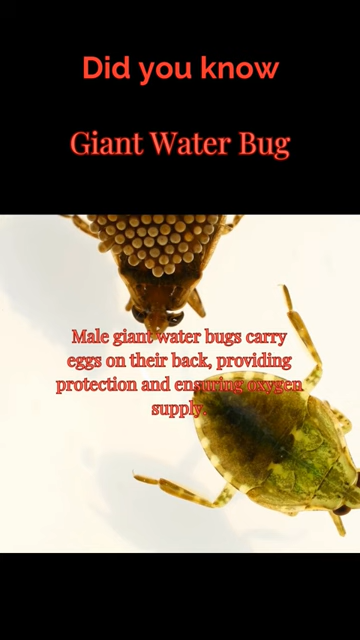 Did you know
Giant Water Bug
Male giant water bugs carry
eggs on their back, providing
protection and ensuring oxygen
supply.